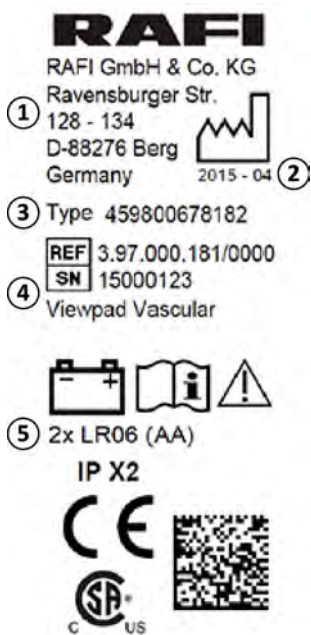 RAFI
RAFI GmbH & Co. KG
① Ravensburger Str.
128 - 134
D-88276 Berg
Germany
2015 - 04 ②
③ Type 459800678182
REF 3.97.000.181/0000
④ SN 15000123
Viewpad Vascular
- +
i !
⑤ 2x LR06 (AA)
IP X2
CE
SA ®
C US